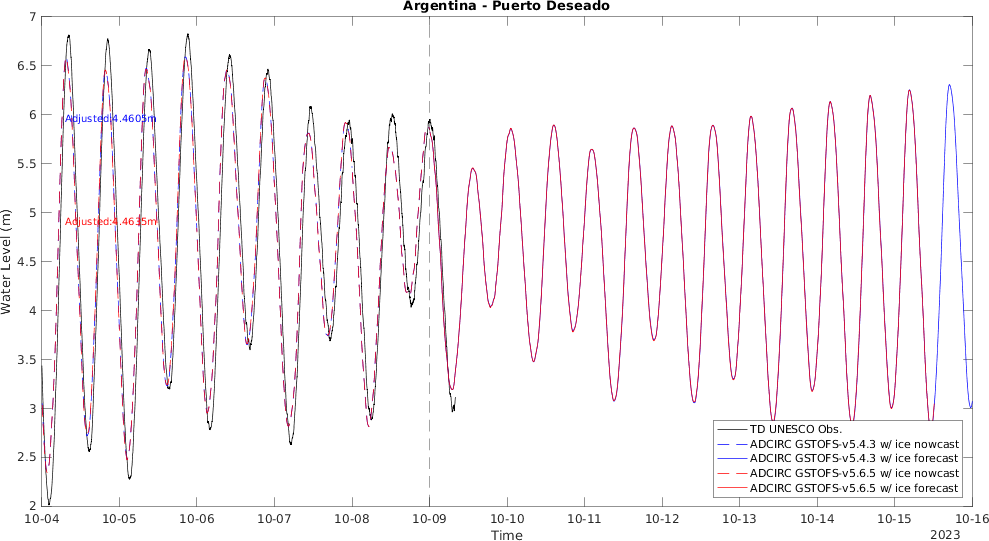 Argentina - Puerto Deseado
7
6.5
6
5.5
5
4.5
4
3.5
3
2.5
2
Water Level (m)
Adjusted:4.4605m
Adjusted:4.4635m
TD UNESCO Obs.
ADCIRC GSTOFS-v5.4.3 w/ ice nowcast
ADCIRC GSTOFS-v5.4.3 w/ ice forecast
ADCIRC GSTOFS-v5.6.5 w/ ice nowcast
ADCIRC GSTOFS-v5.6.5 w/ ice forecast
10-04 10-05 10-06 10-07 10-08 10-09 10-10 10-11 10-12 10-13 10-14 10-15 10-16
Time
2023